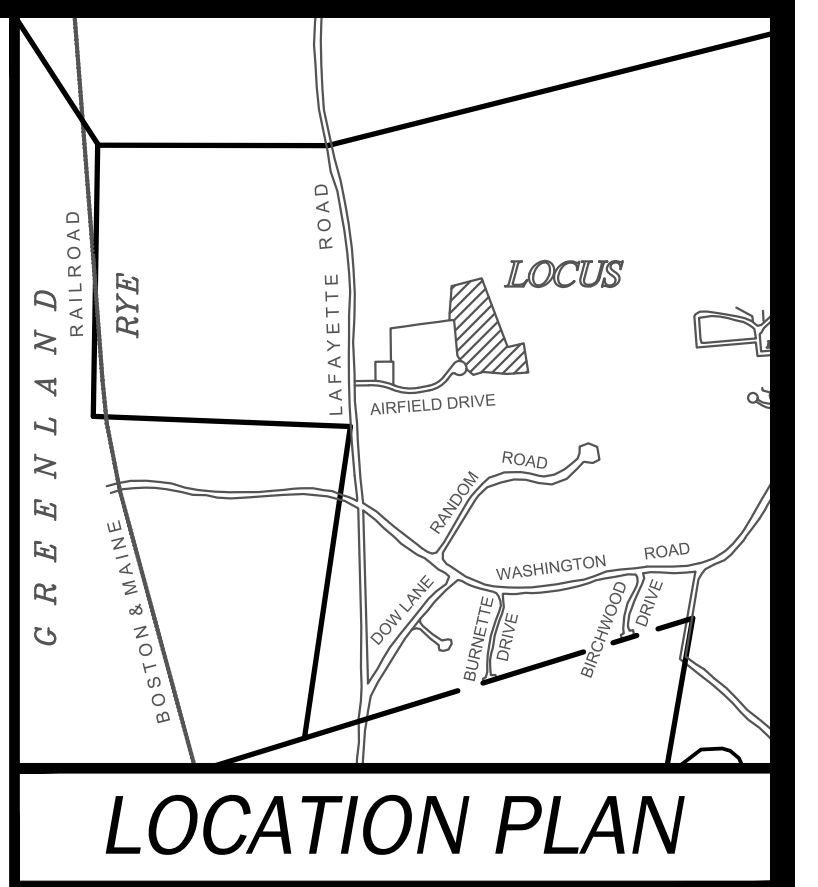 GREENLAND
RAILROAD
BOSTON & MAINE
RYE
LAFAYETTE ROAD
LOCUS
AIRFIELD DRIVE
RANDOM ROAD
WASHINGTON ROAD
DOW LANE
BURNETTE
DRIVE
BIRCHWOOD
DRIVE
LOCATION PLAN